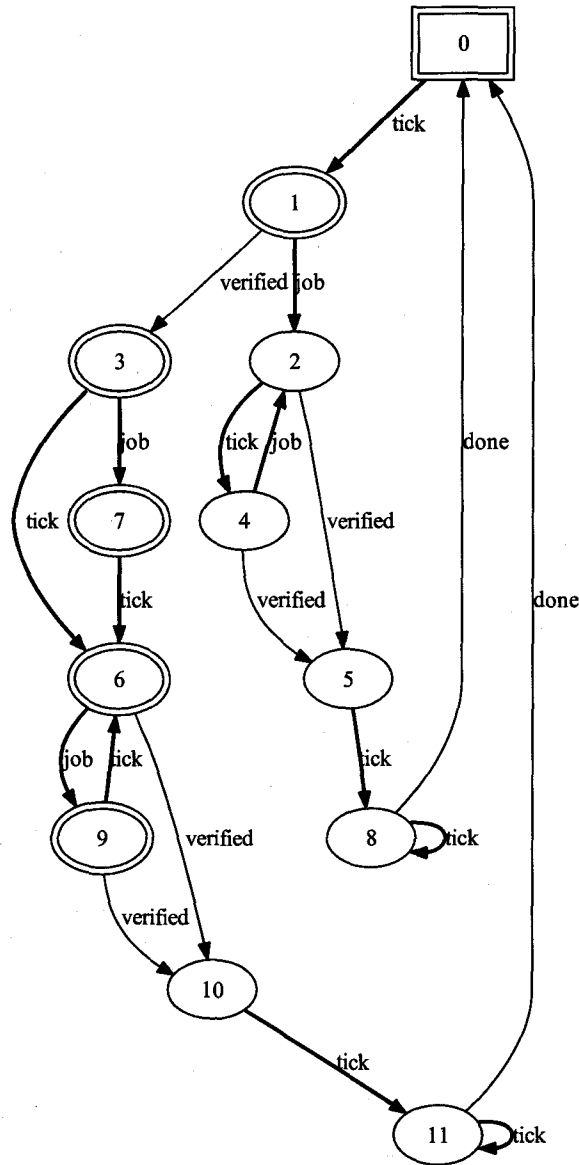 0
tick
1
verified job
3
2
job
tick
job
tick
7
4
done
verified
tick
verified
done
6
5
job
tick
tick
9
8
verified
tick
verified
10
tick
11
tick